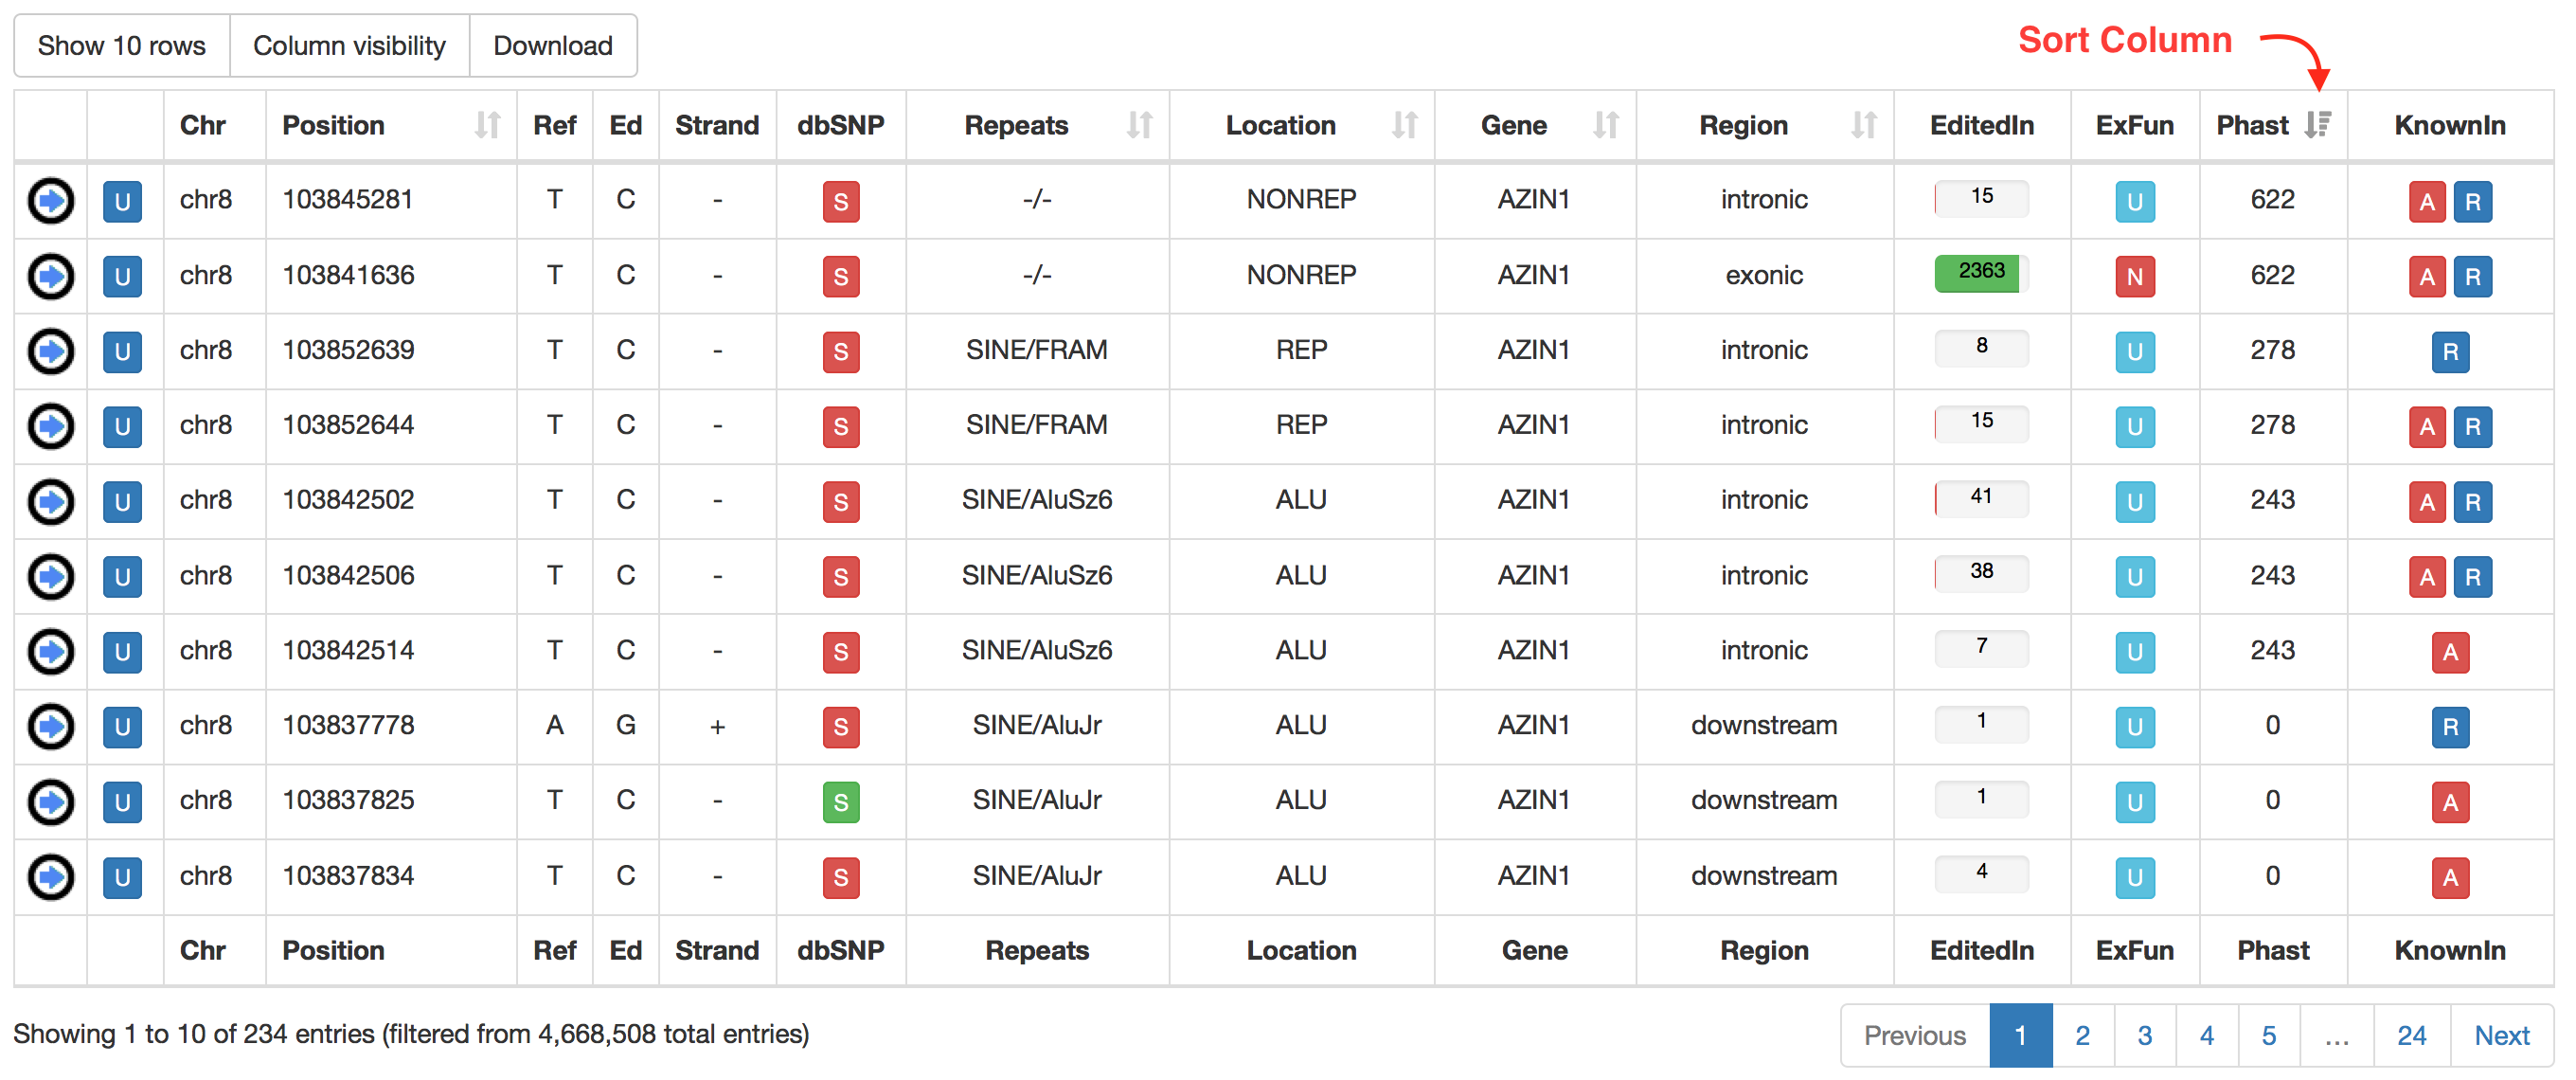 Show 10 rows Column visibility Download
Sort Column
Chr Position Ref Ed Strand dbSNP Repeats Location Gene Region EditedIn ExFun Phast KnownIn
U chr8 103845281 T C - S -/- NONREP AZIN1 intronic 15 U 622 A R
U chr8 103841636 T C - S -/- NONREP AZIN1 exonic 2363 N 622 A R
U chr8 103852639 T C - S SINE/FRAM REP AZIN1 intronic 8 U 278 R
U chr8 103852644 T C - S SINE/FRAM REP AZIN1 intronic 15 U 278 A R
U chr8 103842502 T C - S SINE/AluSz6 ALU AZIN1 intronic 41 U 243 A R
U chr8 103842506 T C - S SINE/AluSz6 ALU AZIN1 intronic 38 U 243 A R
U chr8 103842514 T C - S SINE/AluSz6 ALU AZIN1 intronic 7 U 243 A
U chr8 103837778 A G + S SINE/AluJr ALU AZIN1 downstream 1 U 0 R
U chr8 103837825 T C - S SINE/AluJr ALU AZIN1 downstream 1 U 0 A
U chr8 103837834 T C - S SINE/AluJr ALU AZIN1 downstream 4 U 0 A
Chr Position Ref Ed Strand dbSNP Repeats Location Gene Region EditedIn ExFun Phast KnownIn
Showing 1 to 10 of 234 entries (filtered from 4,668,508 total entries)
Previous 1 2 3 4 5 … 24 Next